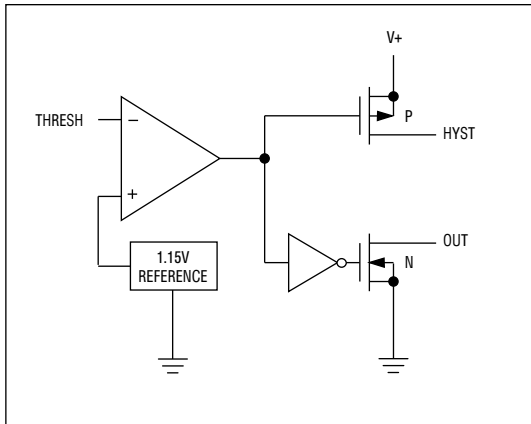 V+
THRESH
−
P
HYST
+
1.15V
REFERENCE
OUT
N